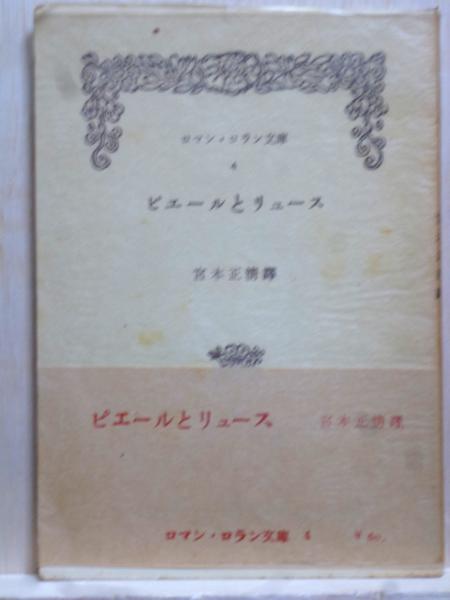 ロマン・ロラン文庫
4
ピエールとリュース
宮本正清譯
ピエールとリュース 宮本正清譯
ロマン・ロラン文庫 4 ¥60.